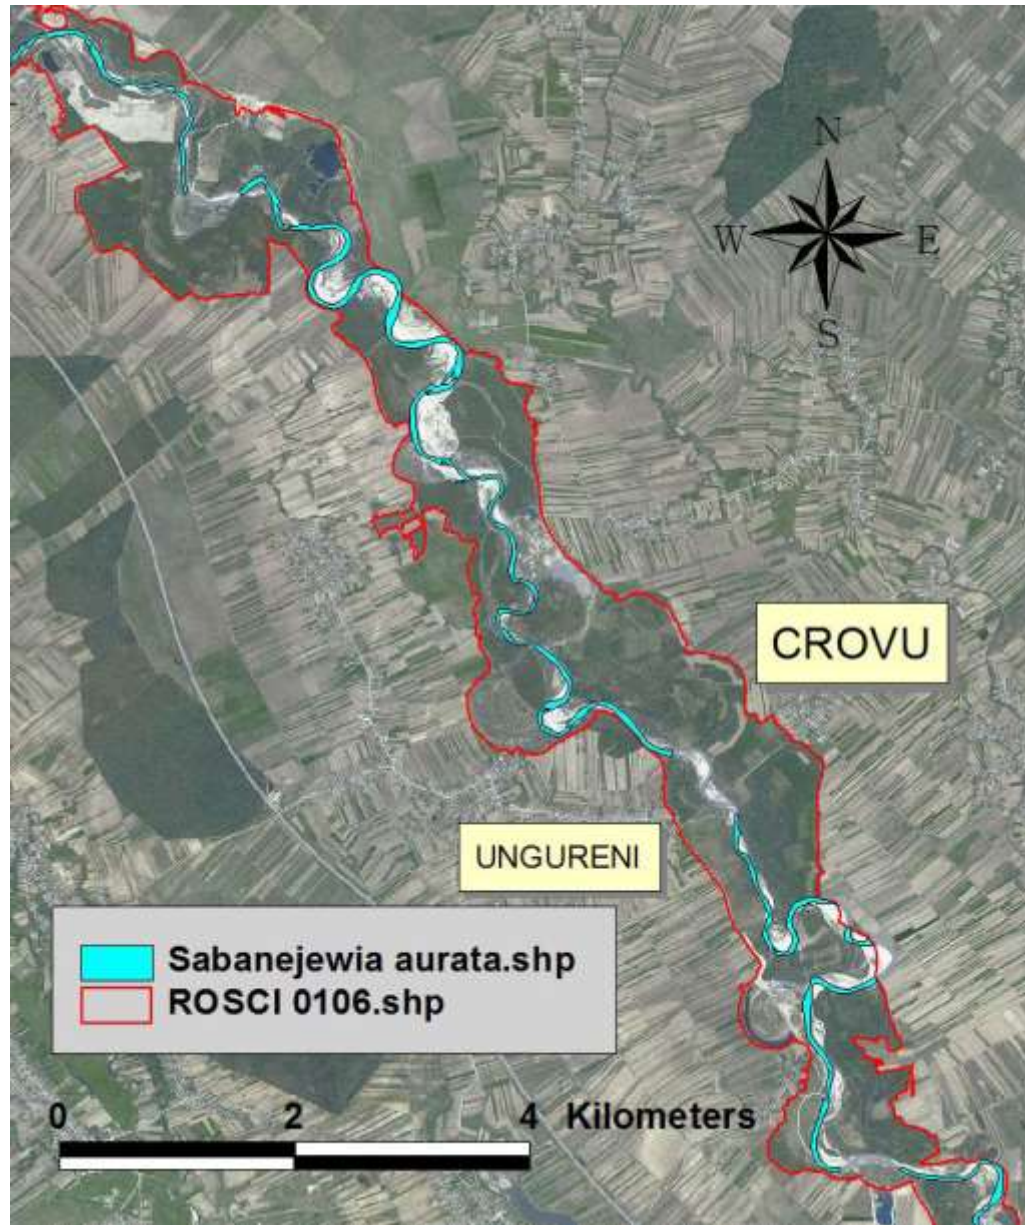 N
W E
S
CROVU
UNGURENI
Sabanejewia aurata.shp
ROSCI 0106.shp
0 2 4 Kilometers